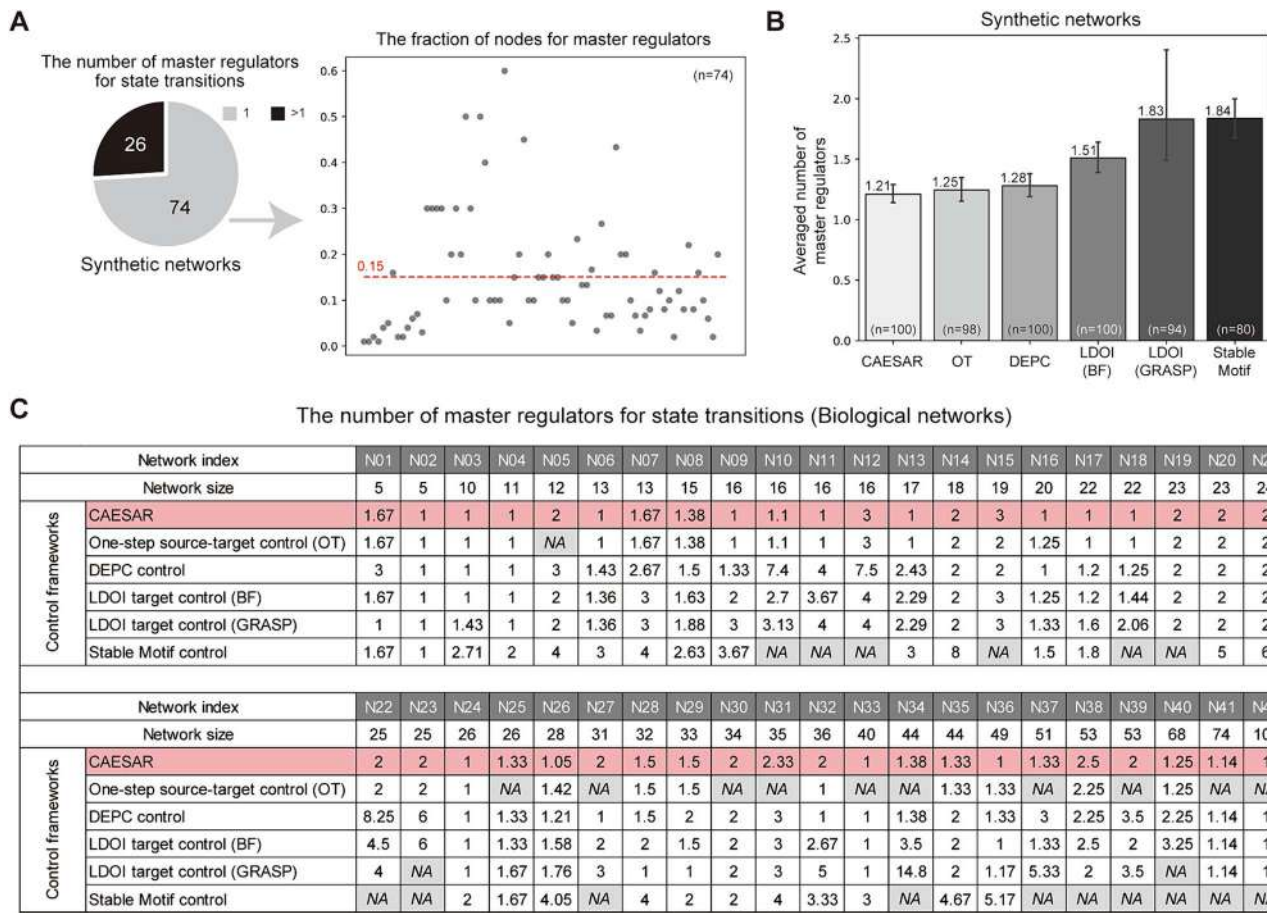 A
The number of master regulators
for state transitions
1 >1
26
74
Synthetic networks
The fraction of nodes for master regulators
(n=74)
0.6
0.5
0.4
0.3
0.2
0.1
0.0
0.15
B
Synthetic networks
Averaged number of
master regulators
2.5
2.0
1.5
1.0
0.5
0.0
1.21 1.25 1.28 1.51 1.83 1.84
(n=100) (n=98) (n=100) (n=100) (n=94) (n=80)
CAESAR OT DEPC LDOI (BF) LDOI (GRASP) Stable Motif
C
The number of master regulators for state transitions (Biological networks)
Network index N01 N02 N03 N04 N05 N06 N07 N08 N09 N10 N11 N12 N13 N14 N15 N16 N17 N18 N19 N20
Network size 5 5 10 11 12 13 13 15 16 16 16 16 17 18 19 20 22 22 23 23 24
Control frameworks
CAESAR 1.67 1 1 1 2 1 1.67 1.38 1 1.1 1 3 1 2 3 1 1 1 2 2 2
One-step source-target control (OT) 1.67 1 1 1 NA 1 1.67 1.38 1 1.1 1 3 1 2 2 1.25 1 1 2 2 2
DEPC control 3 1 1 1 3 1.43 2.67 1.5 1.33 7.4 4 7.5 2.43 2 2 1 1.2 1.25 2 2 2
LDOI target control (BF) 1.67 1 1 1 2 1.36 3 1.63 2 2.7 3.67 4 2.29 2 3 1.25 1.2 1.44 2 2 2
LDOI target control (GRASP) 1 1 1.43 1 2 1.36 3 1.88 3 3.13 4 4 2.29 2 3 1.33 1.6 2.06 2 2 2
Stable Motif control 1.67 1 2.71 2 4 3 4 2.63 3.67 NA NA NA 3 8 NA 1.5 1.8 NA NA 5 6
Network index N22 N23 N24 N25 N26 N27 N28 N29 N30 N31 N32 N33 N34 N35 N36 N37 N38 N39 N40 N41
Network size 25 25 26 26 28 31 32 33 34 35 36 40 44 44 49 51 53 53 68 74
Control frameworks
CAESAR 2 2 1 1.33 1.05 2 1.5 1.5 2 2.33 2 1 1.38 1.33 1 1.33 2.5 2 1.25 1.14 1
One-step source-target control (OT) 2 2 1 NA 1.42 NA 1.5 1.5 NA NA 1 NA NA 1.33 1.33 NA 2.25 NA 1.25 NA
DEPC control 8.25 6 1 1.33 1.21 1 1.5 2 2 3 1 1 1.38 2 1.33 3 2.25 3.5 2.25 1.14 1
LDOI target control (BF) 4.5 6 1 1.33 1.58 2 2 1.5 2 3 2.67 1 3.5 2 1 1.33 2.5 2 3.25 1.14 1
LDOI target control (GRASP) 4 NA 1 1.67 1.76 3 1 1 2 3 5 1 14.8 2 1.17 5.33 2 3.5 NA 1.14 1
Stable Motif control NA NA 2 1.67 4.05 NA 4 2 2 4 3.33 3 NA 4.67 5.17 NA NA NA NA NA